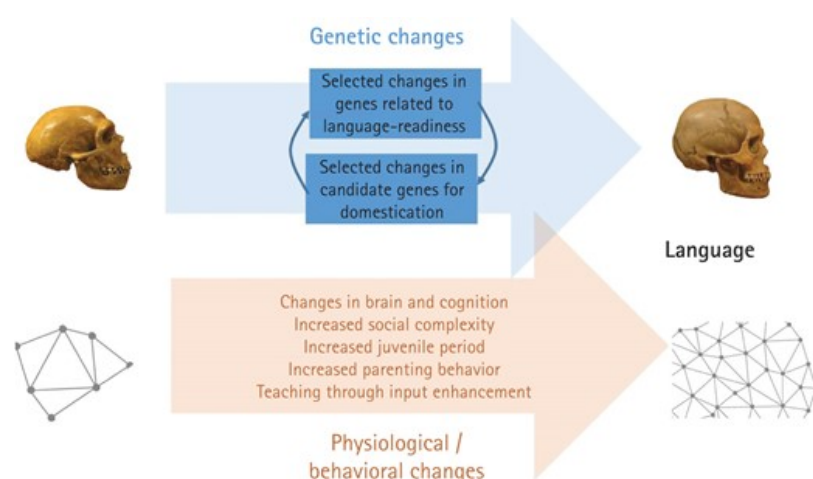 Genetic changes
Selected changes in
genes related to
language-readiness
Selected changes in
candidate genes for
domestication
Language
Changes in brain and cognition
Increased social complexity
Increased juvenile period
Increased parenting behavior
Teaching through input enhancement
Physiological /
behavioral changes